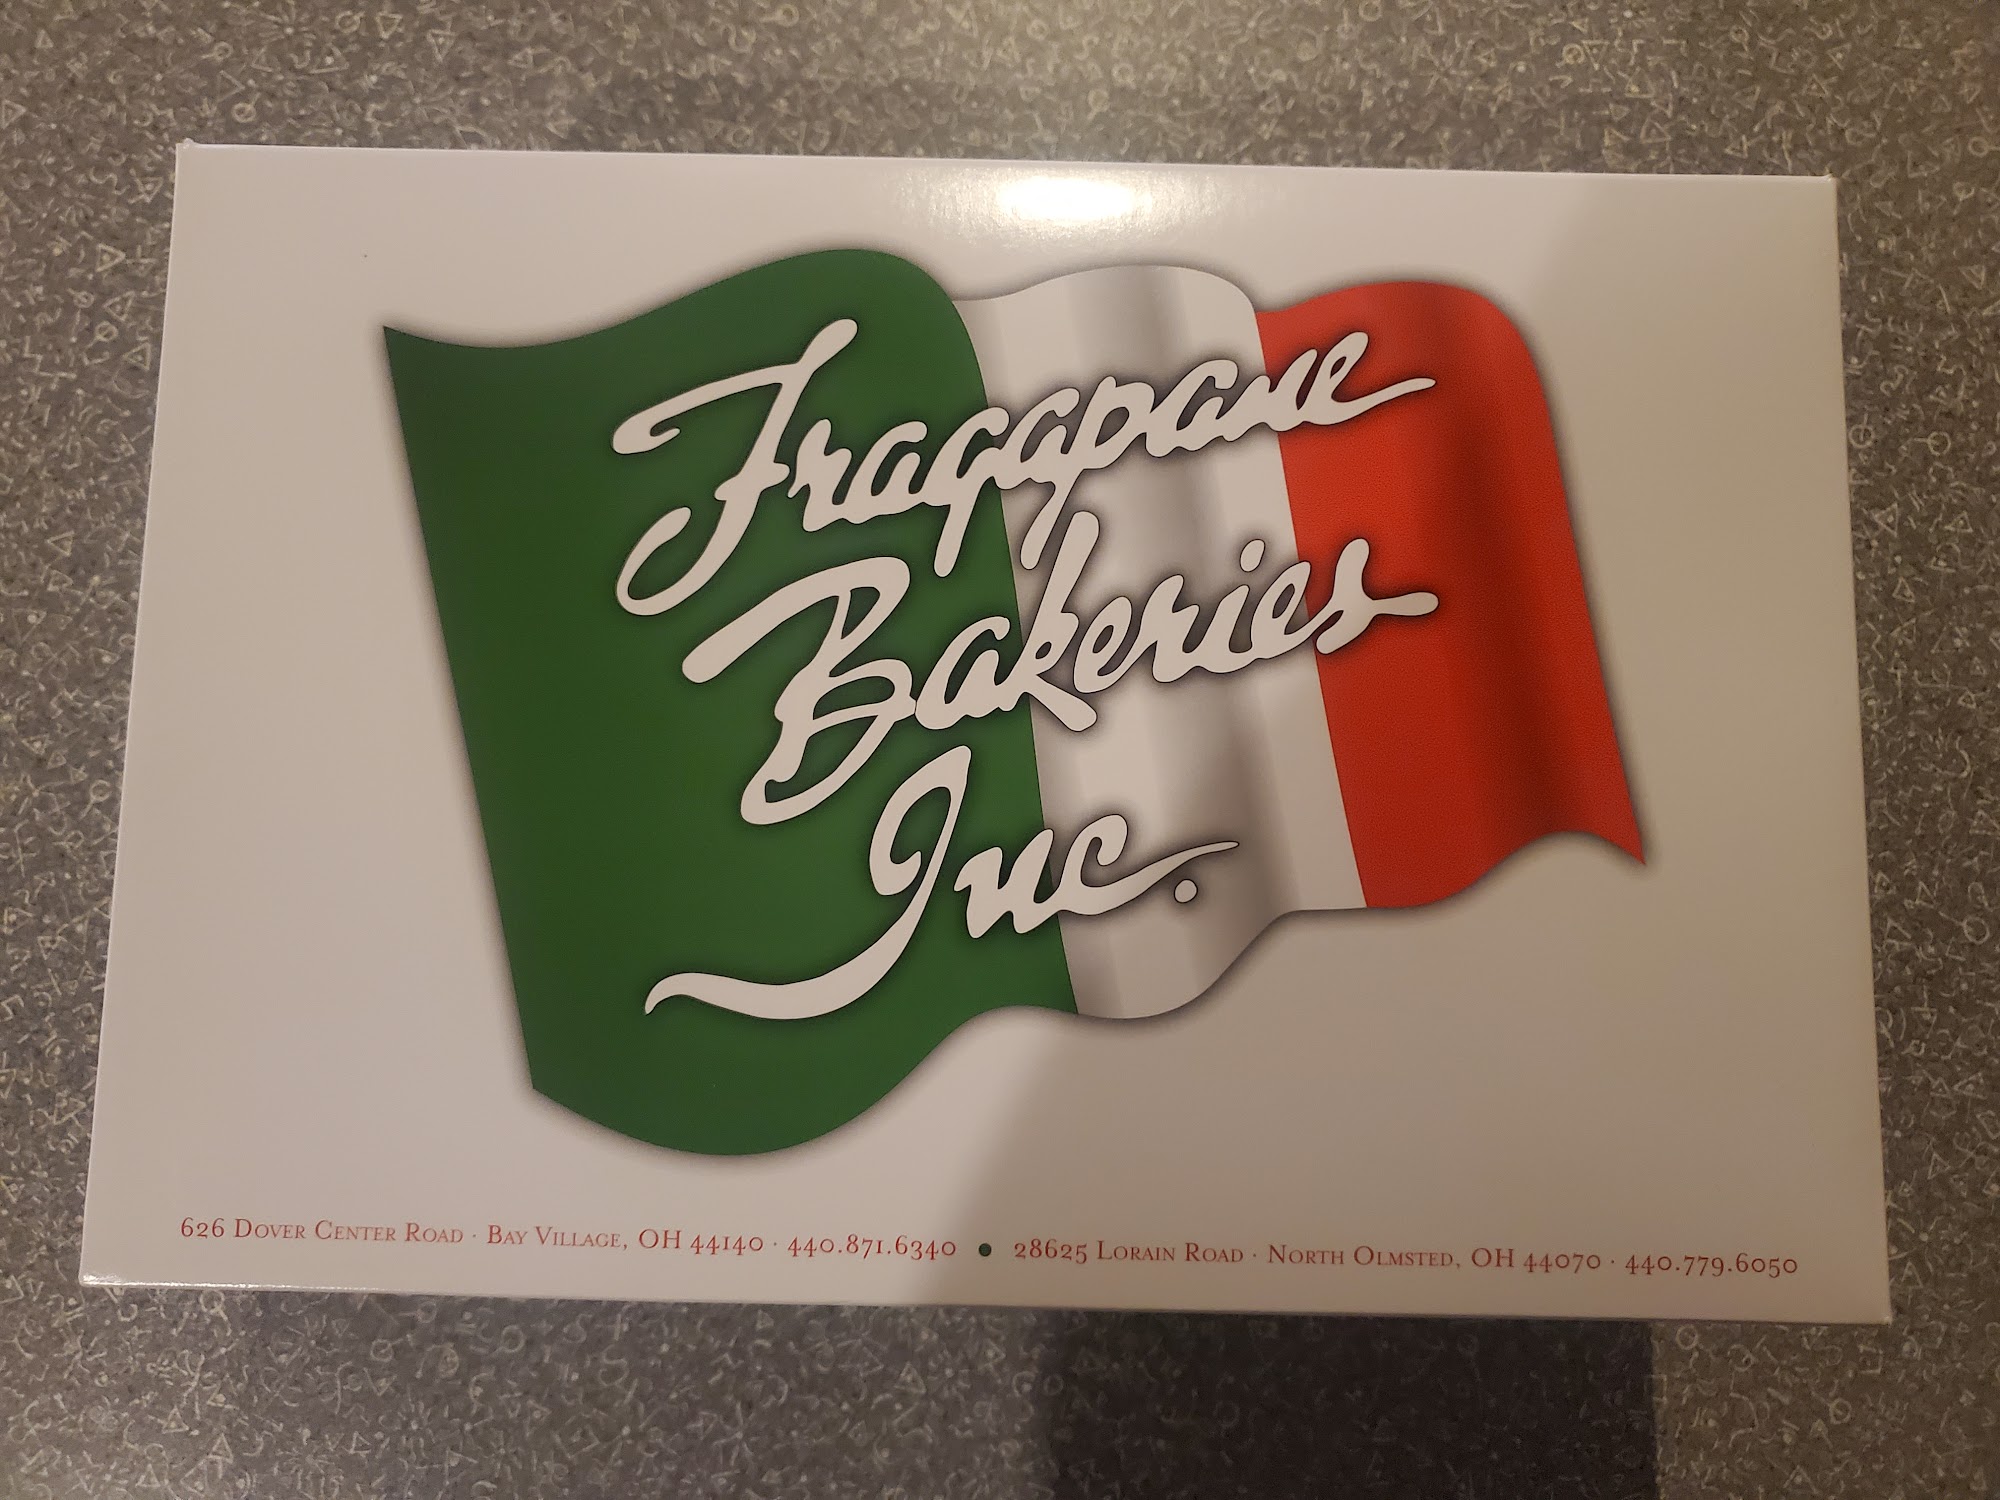 Fragapane
Bakeries
Inc.
626 Dover Center Road · Bay Village, OH 44140 · 440.871.6340 ● 28625 Lorain Road · North Olmsted, OH 44070 · 440.779.6050